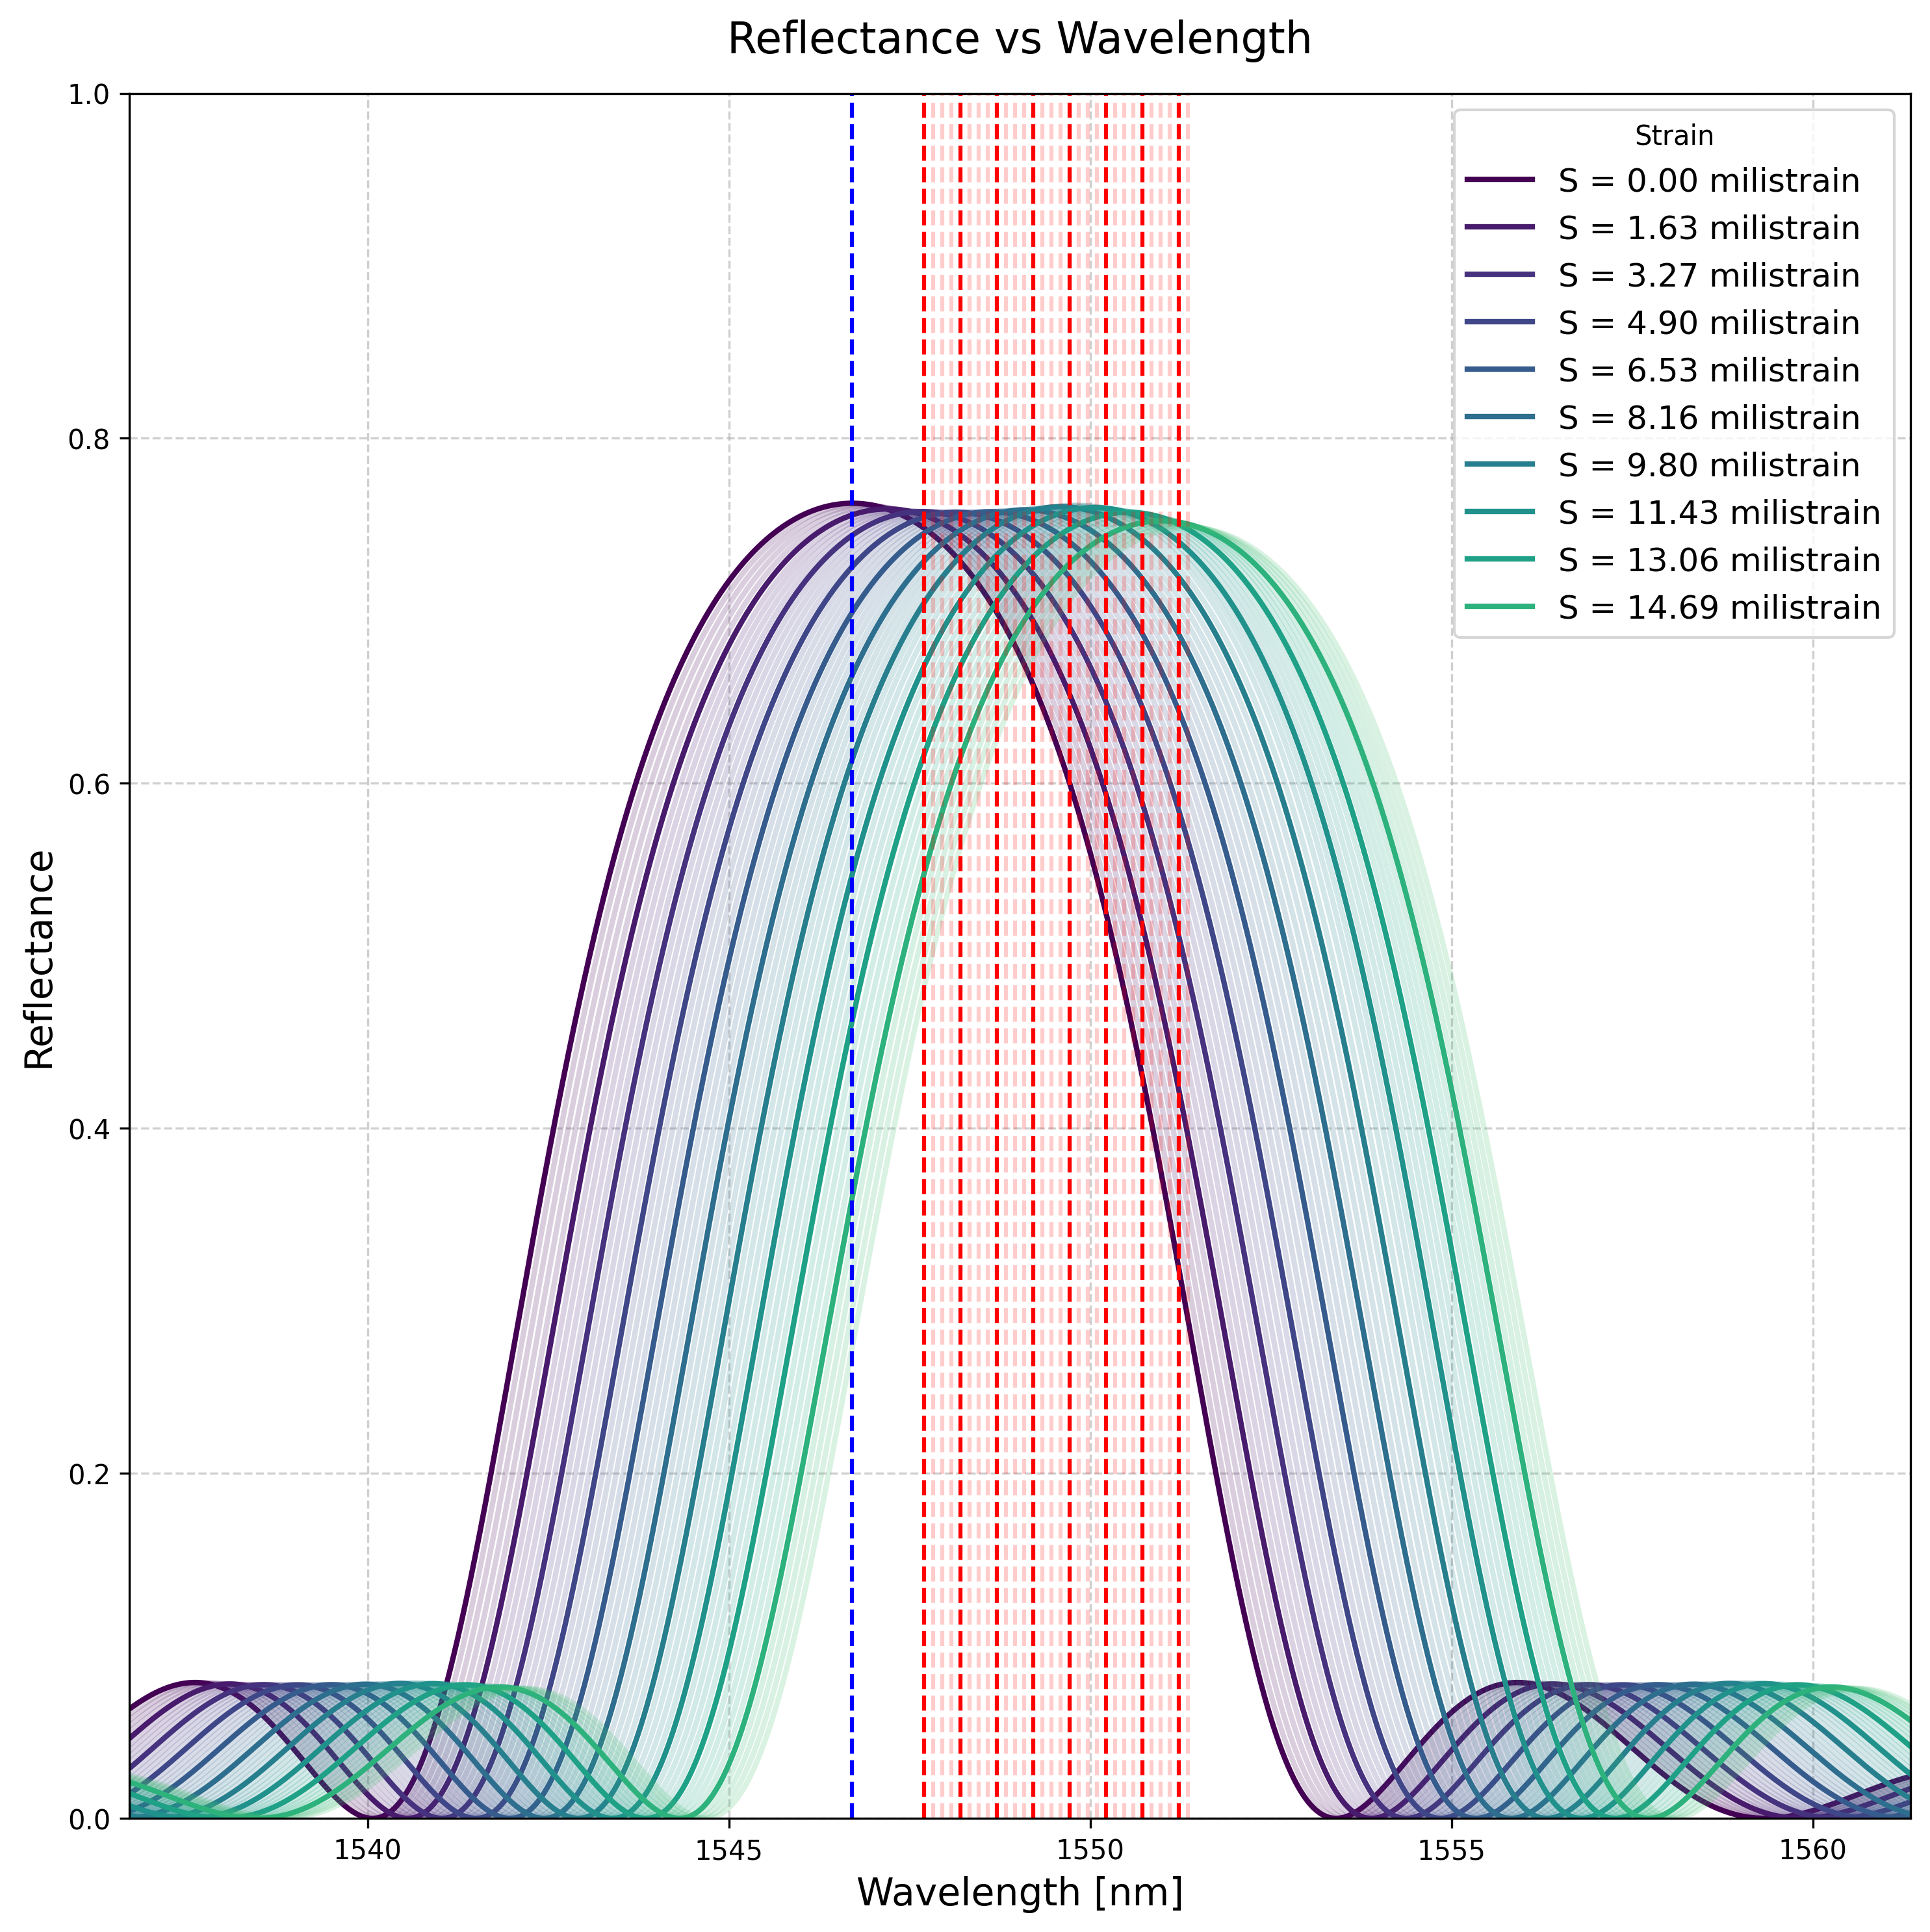 Reflectance vs Wavelength
1.0
0.8
0.6
0.4
0.2
0.0
Reflectance
Strain
S = 0.00 milistrain
S = 1.63 milistrain
S = 3.27 milistrain
S = 4.90 milistrain
S = 6.53 milistrain
S = 8.16 milistrain
S = 9.80 milistrain
S = 11.43 milistrain
S = 13.06 milistrain
S = 14.69 milistrain
1540 1545 1550 1555 1560
Wavelength [nm]